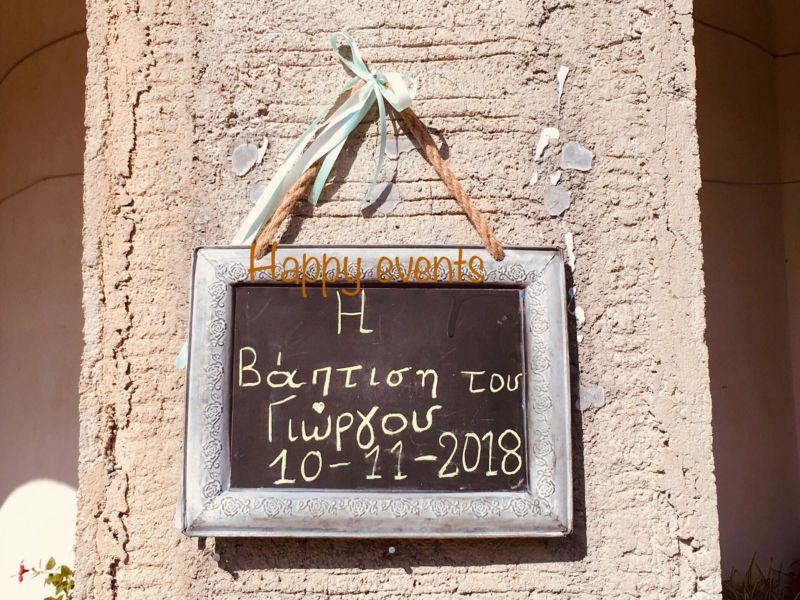 Happy events
Η
Βάπτιση του
Γιώργου
10-11-2018